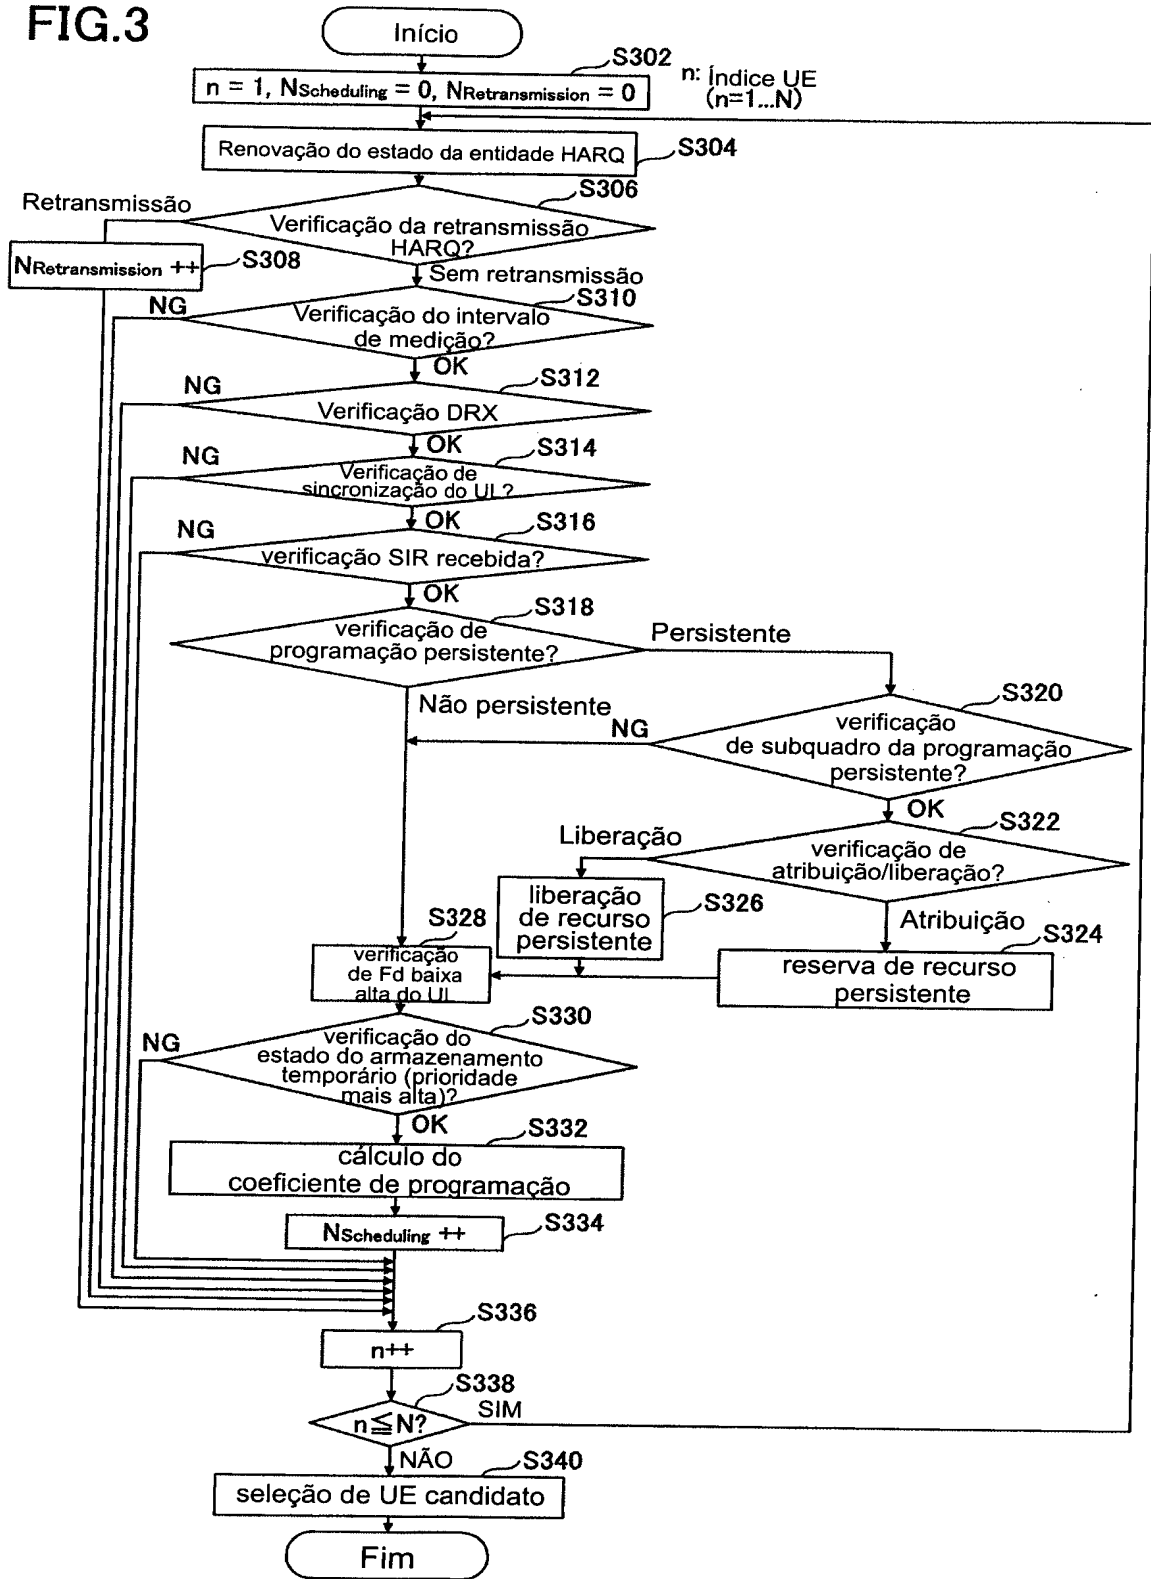 FIG.3
Início
S302
n = 1, NScheduling = 0, NRetransmission = 0
n: Índice UE
(n=1...N)
Renovação do estado da entidade HARQ
S304
S306
Retransmissão
Verificação da retransmissão
HARQ?
NRetransmission ++
S308
Sem retransmissão
S310
NG
Verificação do intervalo
de medição?
OK
S312
NG
Verificação DRX
OK
S314
NG
Verificação de
sincronização do UL?
OK
S316
NG
verificação SIR recebida?
OK
S318
verificação de
programação persistente?
Persistente
Não persistente
S320
NG
verificação
de subquadro da programação
persistente?
OK
S322
Liberação
verificação de
atribuição/liberação?
liberação
de recurso
persistente
S326
Atribuição
S324
reserva de recurso
persistente
S328
verificação
de Fd baixa
alta do UL
S330
NG
verificação do
estado do armazenamento
temporário (prioridade
mais alta)?
OK
S332
cálculo do
coeficiente de programação
NScheduling ++
S334
S336
n++
S338
n≦N?
SIM
NÃO
S340
seleção de UE candidato
Fim